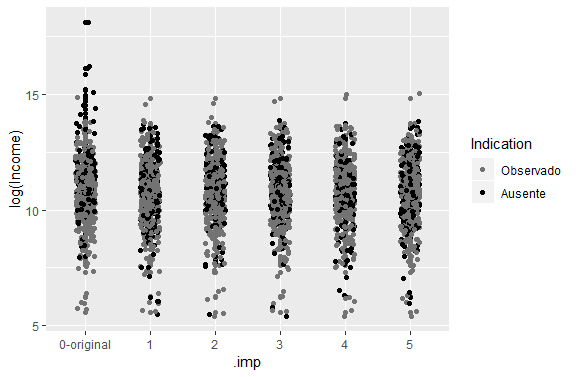 15
10
5
log(Income)
0-original 1 2 3 4 5
.imp
Indication
Observado
Ausente